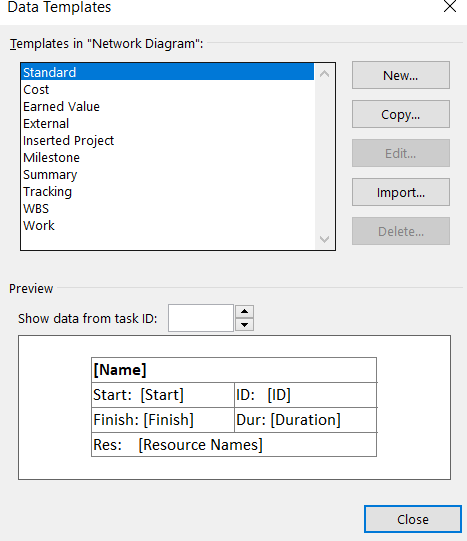 Data Templates
Templates in "Network Diagram":
Standard
Cost
Earned Value
External
Inserted Project
Milestone
Summary
Tracking
WBS
Work
New...
Copy...
Edit...
Import...
Delete...
Preview
Show data from task ID:
[Name]
Start: [Start] ID: [ID]
Finish: [Finish] Dur: [Duration]
Res: [Resource Names]
Close